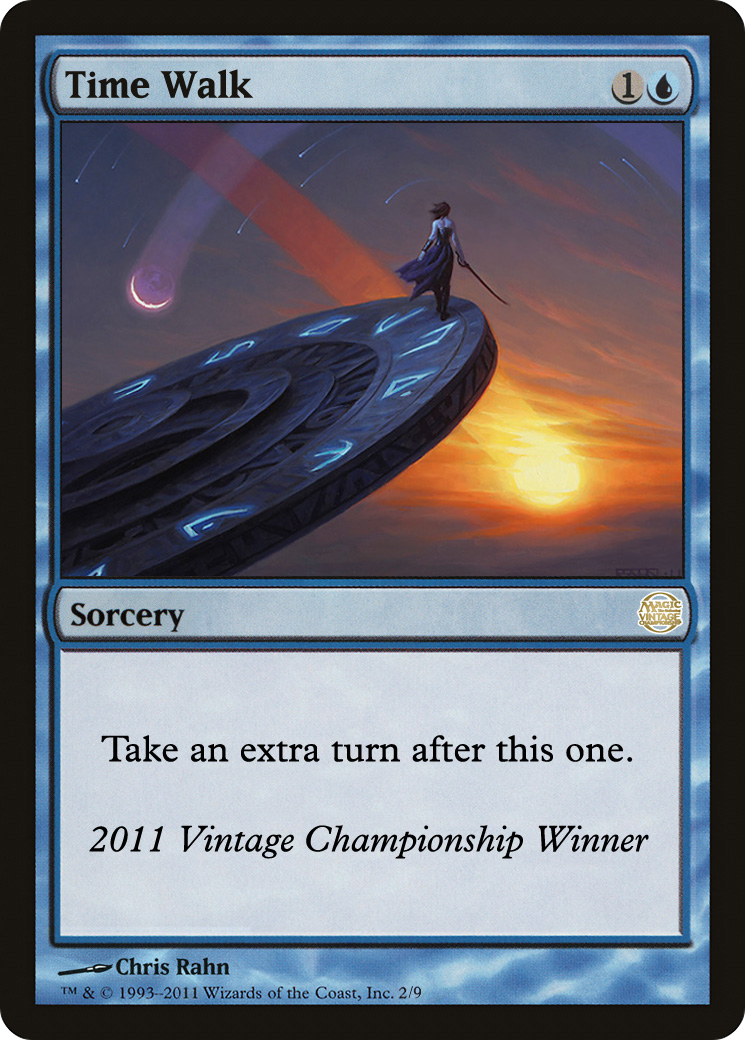 Time Walk
1
Sorcery
MAGIC
VINTAGE
CHAMPIONSHIP
Take an extra turn after this one.
2011 Vintage Championship Winner
Chris Rahn
™ & © 1993–2011 Wizards of the Coast, Inc. 2/9